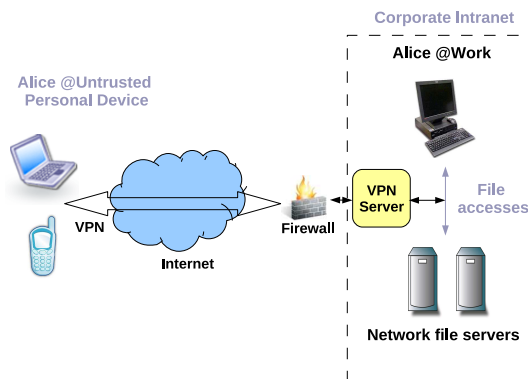 Corporate Intranet
Alice @Work
Alice @Untrusted
Personal Device
VPN
Server
File
accesses
VPN
Firewall
Internet
Network file servers